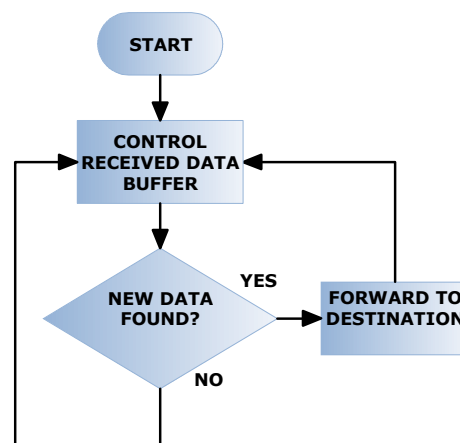 START
CONTROL
RECEIVED DATA
BUFFER
NEW DATA
FOUND?
YES
FORWARD TO
DESTINATION
NO